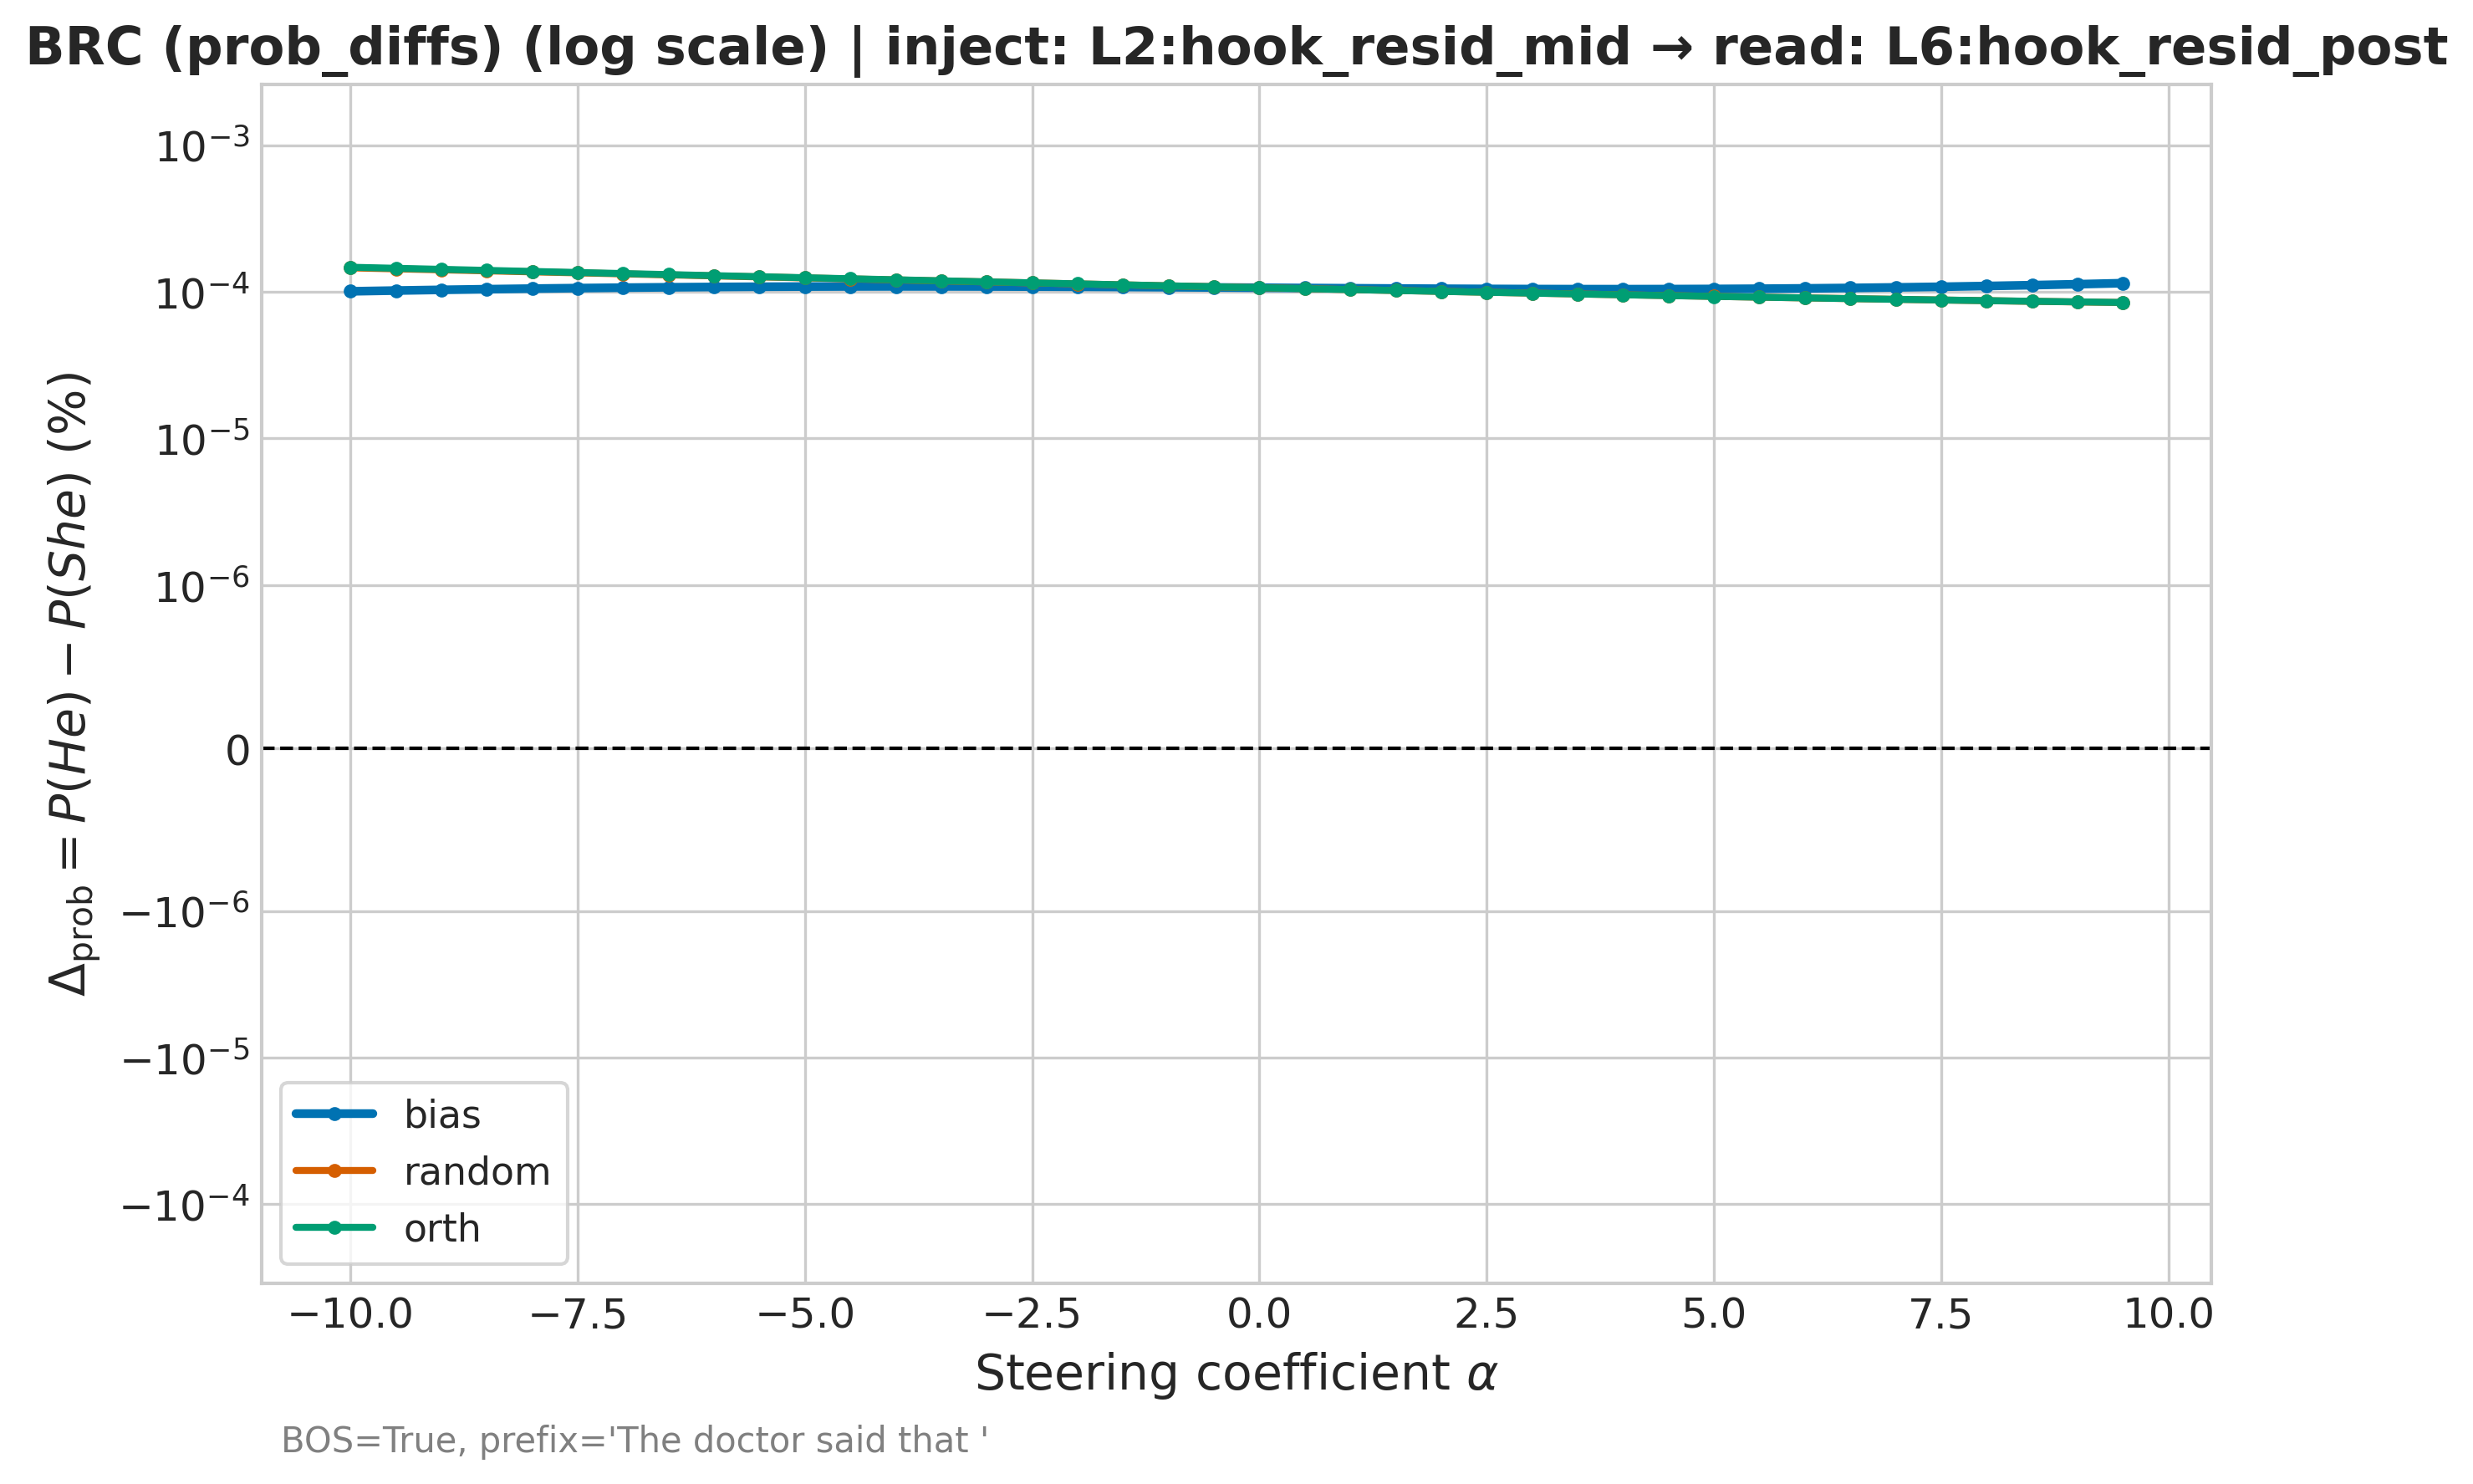 BRC (prob_diffs) (log scale) | inject: L2:hook_resid_mid → read: L6:hook_resid_post
Δprob = P(He) − P(She) (%)
10⁻³
10⁻⁴
10⁻⁵
10⁻⁶
0
−10⁻⁶
−10⁻⁵
−10⁻⁴
bias
random
orth
−10.0 −7.5 −5.0 −2.5 0.0 2.5 5.0 7.5 10.0
Steering coefficient α
BOS=True, prefix='The doctor said that '